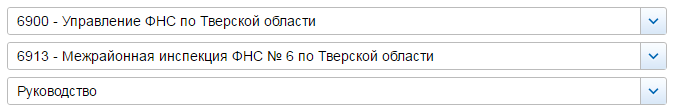 6900 - Управление ФНС по Тверской области
6913 - Межрайонная инспекция ФНС № 6 по Тверской области
Руководство